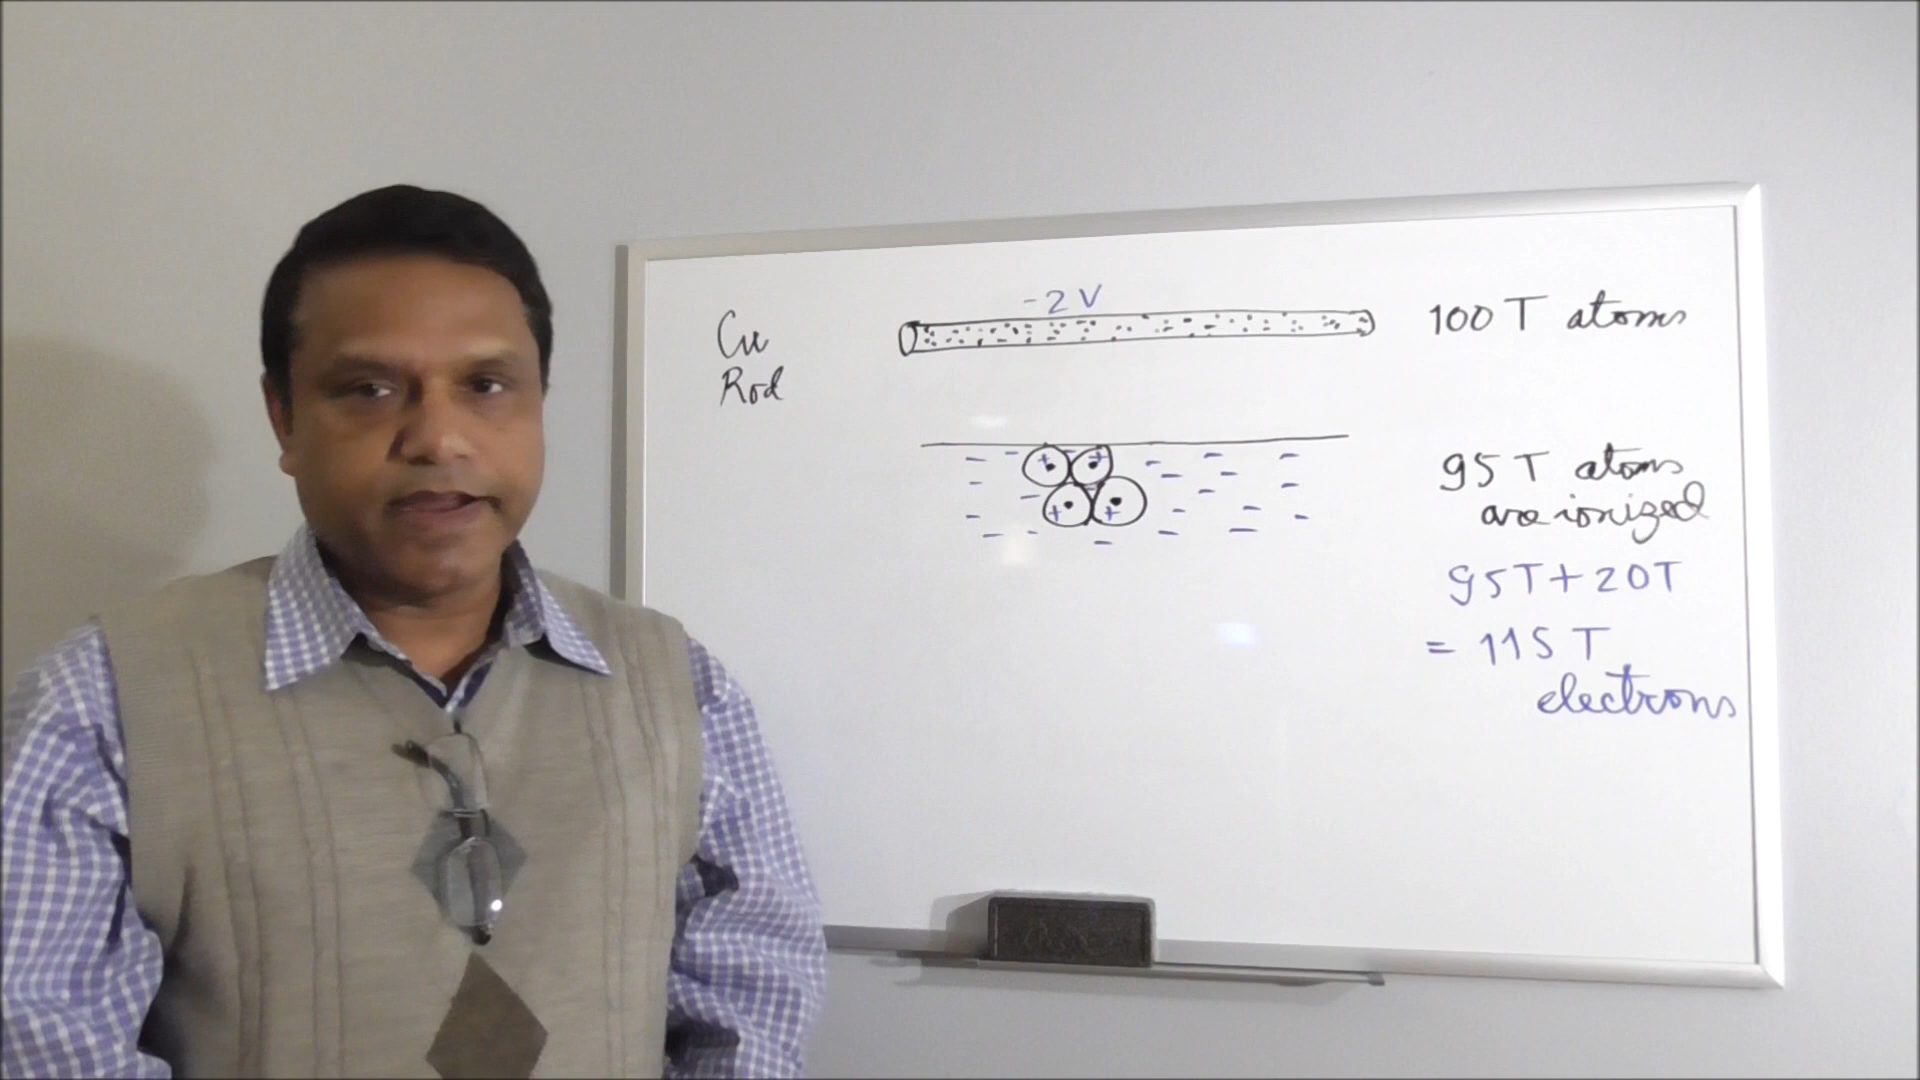 Cu
Rod
-2V
100 T atoms
95 T atoms
are ionized
95T+20T
= 115 T
electrons